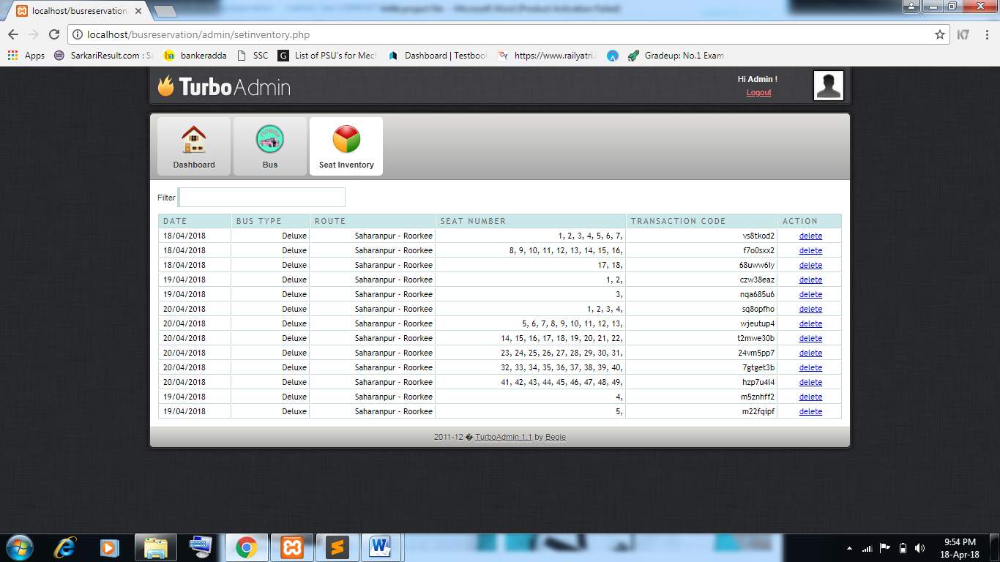 localhost/busreservation
localhost/busreservation/admin/setinventory.php
Apps SarkariResult.com : Sa bankeradda SSC List of PSU's for Mech Dashboard | Testbook https://www.railyatri.i Gradeup: No.1 Exam
TurboAdmin
Hi Admin !
Logout
Dashboard Bus Seat Inventory
Filter
DATE BUS TYPE ROUTE SEAT NUMBER TRANSACTION CODE ACTION
18/04/2018 Deluxe Saharanpur - Roorkee 1, 2, 3, 4, 5, 6, 7, vs8tkod2 delete
18/04/2018 Deluxe Saharanpur - Roorkee 8, 9, 10, 11, 12, 13, 14, 15, 16, f7o0sxx2 delete
18/04/2018 Deluxe Saharanpur - Roorkee 17, 18, 68uww6iy delete
19/04/2018 Deluxe Saharanpur - Roorkee 1, 2, czw38eaz delete
19/04/2018 Deluxe Saharanpur - Roorkee 3, nqa685u6 delete
20/04/2018 Deluxe Saharanpur - Roorkee 1, 2, 3, 4, sq8opfho delete
20/04/2018 Deluxe Saharanpur - Roorkee 5, 6, 7, 8, 9, 10, 11, 12, 13, wjeutup4 delete
20/04/2018 Deluxe Saharanpur - Roorkee 14, 15, 16, 17, 18, 19, 20, 21, 22, t2mwe30b delete
20/04/2018 Deluxe Saharanpur - Roorkee 23, 24, 25, 26, 27, 28, 29, 30, 31, 24vm5pp7 delete
20/04/2018 Deluxe Saharanpur - Roorkee 32, 33, 34, 35, 36, 37, 38, 39, 40, 7gtget3b delete
20/04/2018 Deluxe Saharanpur - Roorkee 41, 42, 43, 44, 45, 46, 47, 48, 49, hzp7u4i4 delete
19/04/2018 Deluxe Saharanpur - Roorkee 4, m5znhff2 delete
19/04/2018 Deluxe Saharanpur - Roorkee 5, m22fqipf delete
2011-12 � TurboAdmin 1.1 by Begie
9:54 PM
18-Apr-18